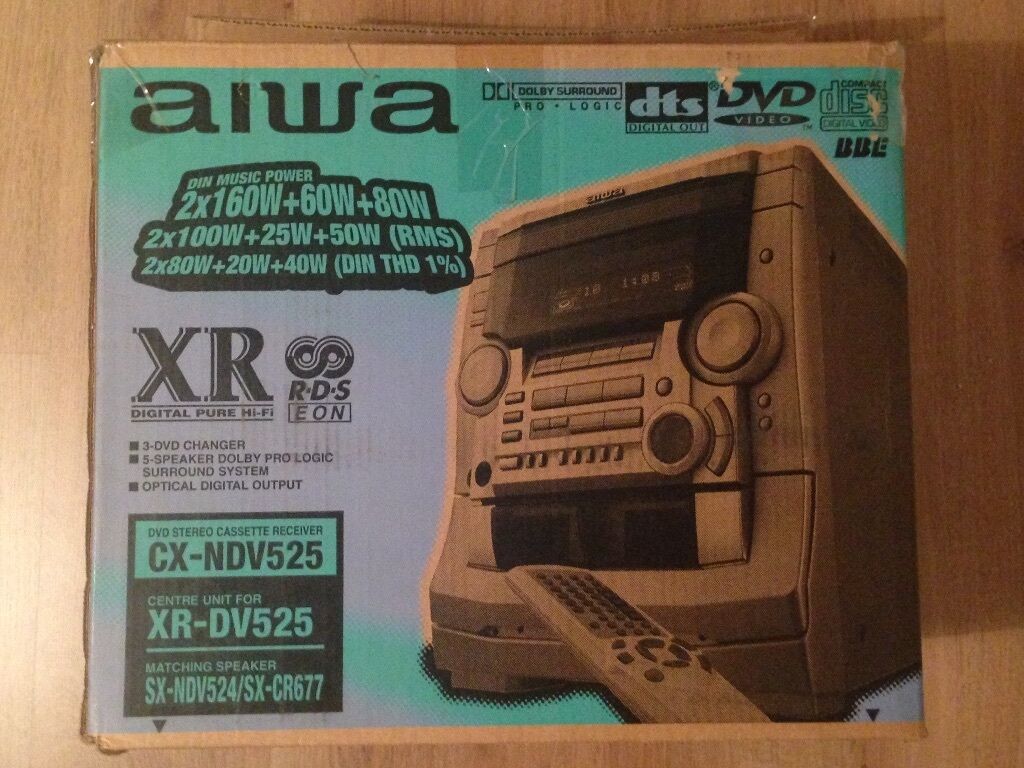 aiwa
DOLBY SURROUND
PRO • LOGIC
dts®
DIGITAL OUT
DVD
VIDEO™
COMPACT
disc
DIGITAL VIDEO
BBE
DIN MUSIC POWER
2x160W+60W+80W
2x100W+25W+50W (RMS)
2x80W+20W+40W (DIN THD 1%)
aiwa
XR
DIGITAL PURE Hi-Fi
R•D•S
EON
■ 3-DVD CHANGER
■ 5-SPEAKER DOLBY PRO LOGIC
SURROUND SYSTEM
■ OPTICAL DIGITAL OUTPUT
DVD STEREO CASSETTE RECEIVER
CX-NDV525
CENTRE UNIT FOR
XR-DV525
MATCHING SPEAKER
SX-NDV524/SX-CR677